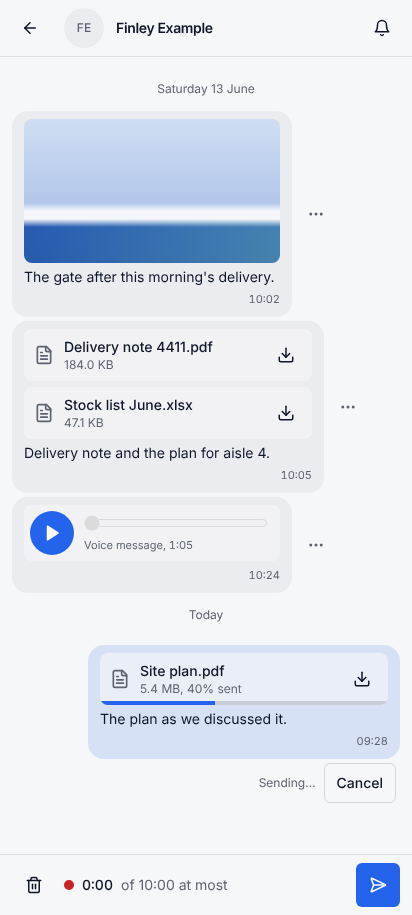 FE
Finley Example
Saturday 13 June
The gate after this morning's delivery.
10:02
Delivery note 4411.pdf
184.0 KB
Stock list June.xlsx
47.1 KB
Delivery note and the plan for aisle 4.
10:05
Voice message, 1:05
10:24
Today
Site plan.pdf
5.4 MB, 40% sent
The plan as we discussed it.
09:28
Sending...
Cancel
0:00 of 10:00 at most